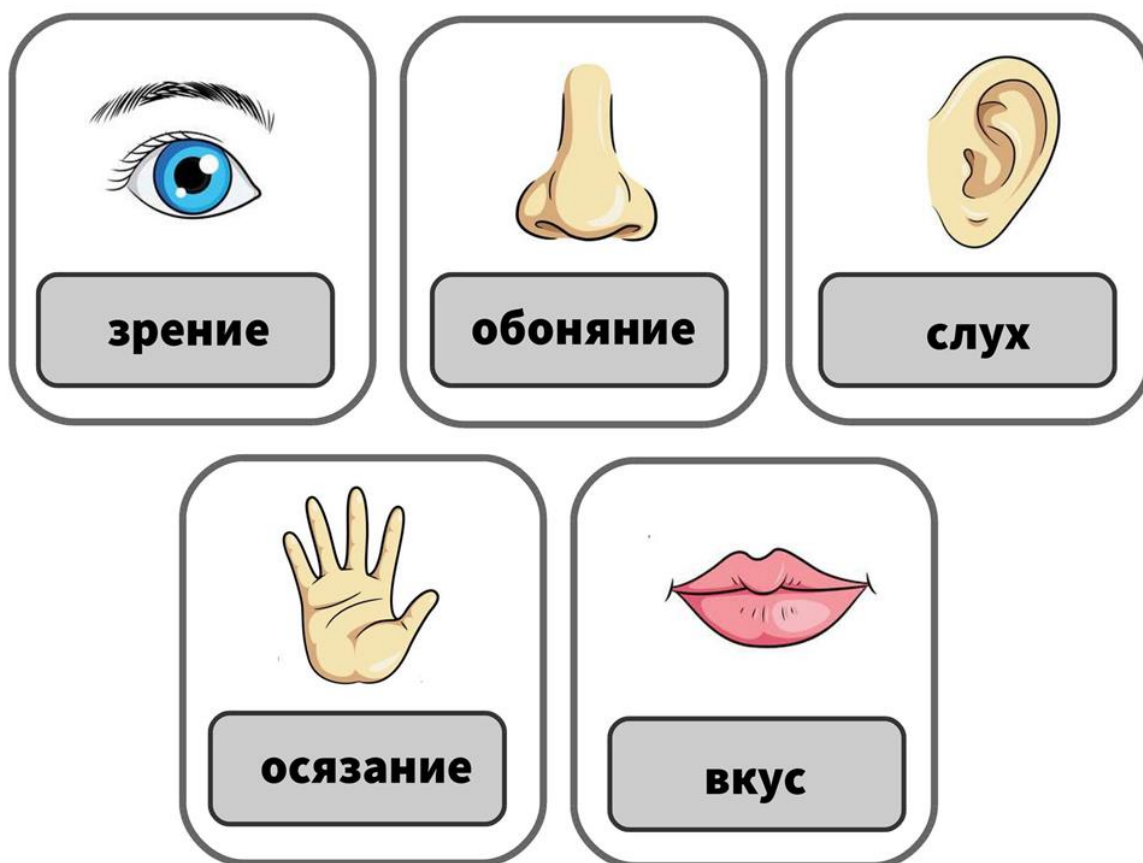 зрение
обоняние
слух
осязание
вкус